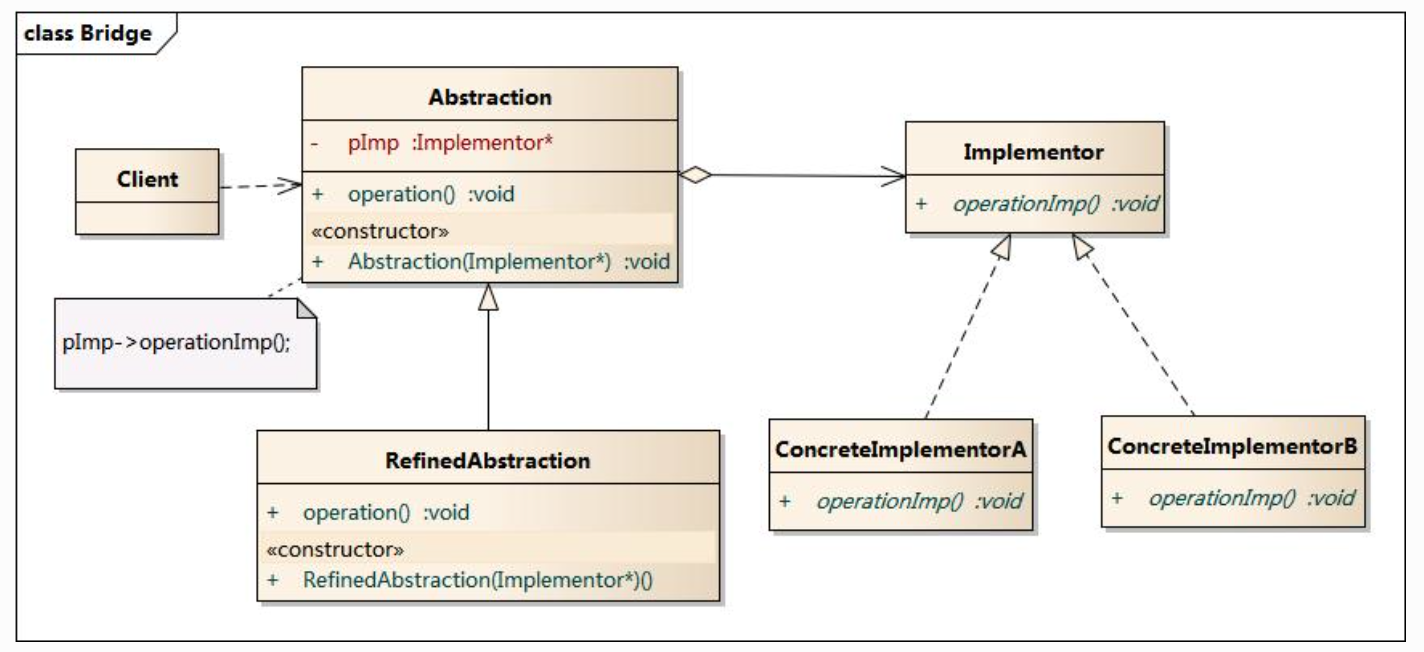 class Bridge
Abstraction
- pImp :Implementor*
+ operation() :void
«constructor»
+ Abstraction(Implementor*) :void
Client
Implementor
+ operationImp() :void
pImp->operationImp();
RefinedAbstraction
+ operation() :void
«constructor»
+ RefinedAbstraction(Implementor*)()
ConcreteImplementorA
+ operationImp() :void
ConcreteImplementorB
+ operationImp() :void